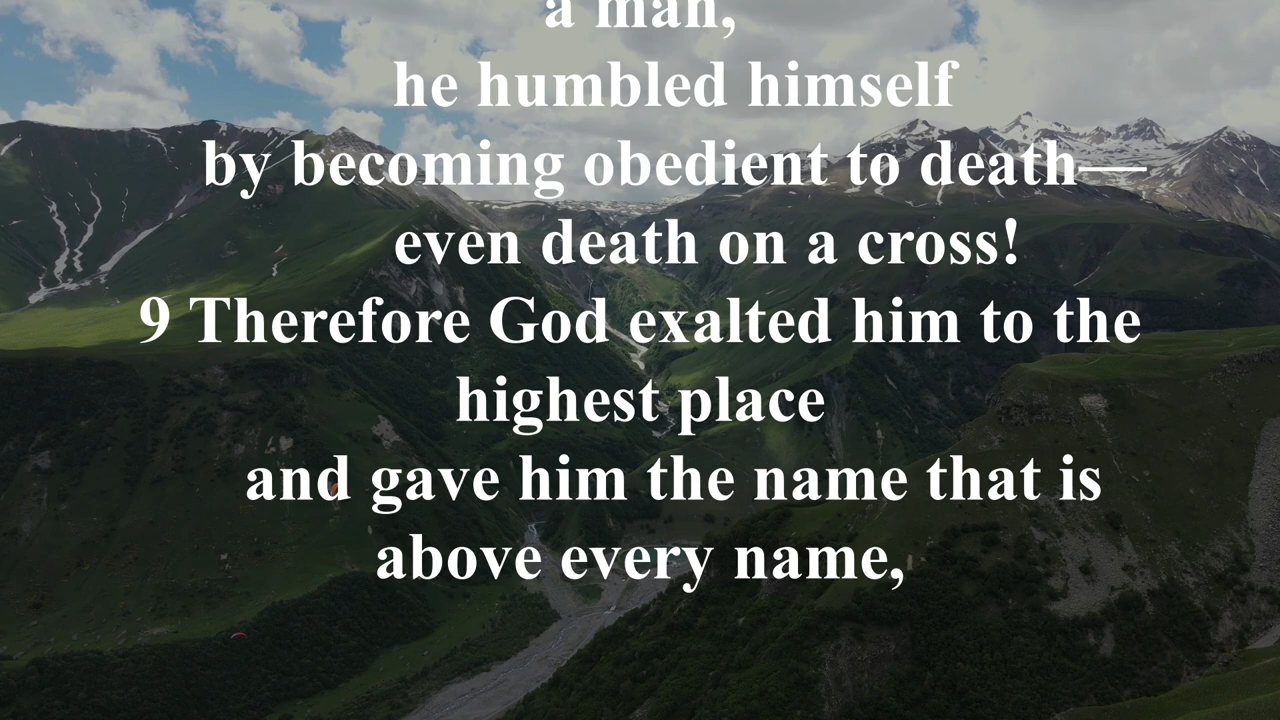 a man,
he humbled himself
by becoming obedient to death—
even death on a cross!
9 Therefore God exalted him to the
highest place
and gave him the name that is
above every name,